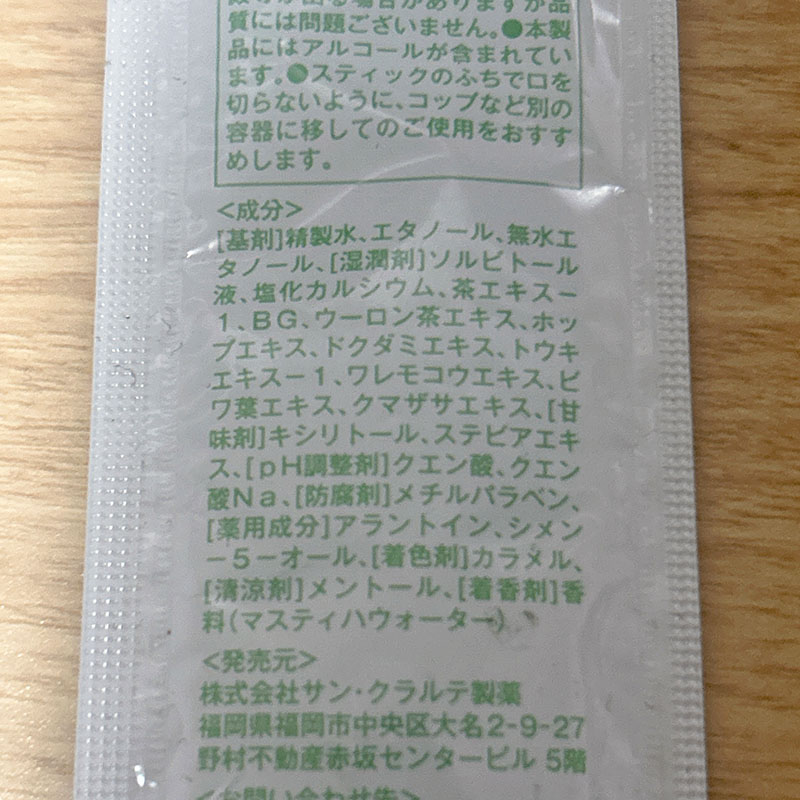 質には問題ございません。●本製
品にはアルコールが含まれてい
ます。●スティックのふちで口を
切らないように、コップなど別の
容器に移してのご使用をおすす
めします。
<成分>
[基剤]精製水、エタノール、無水エ
タノール、[湿潤剤]ソルビトール
液、塩化カルシウム、茶エキス-
1、BG、ウーロン茶エキス、ホッ
プエキス、ドクダミエキス、トウキ
エキス-1、ワレモコウエキス、ビ
ワ葉エキス、クマザサエキス、[甘
味剤]キシリトール、ステビアエキ
ス、[pH調整剤]クエン酸、クエン
酸Na、[防腐剤]メチルパラベン、
[薬用成分]アラントイン、シメン
-5-オール、[着色剤]カラメル、
[清涼剤]メントール、[着香剤]香
料(マスティハウォーター)
<発売元>
株式会社サン・クラルテ製薬
福岡県福岡市中央区大名2-9-27
野村不動産赤坂センタービル 5階
<お問い合わせ先>